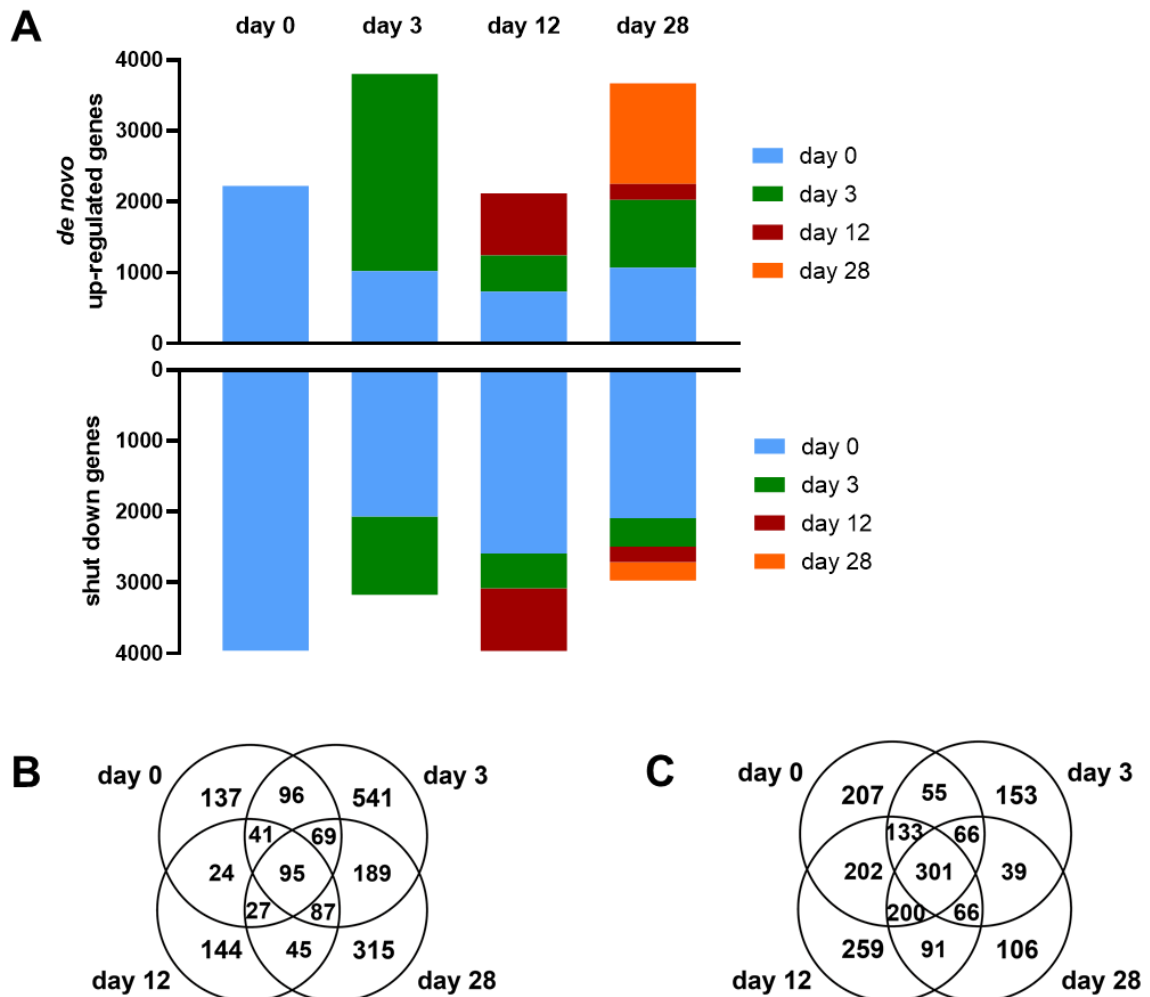 A
day 0 day 3 day 12 day 28
de novo
up-regulated genes
4000
3000
2000
1000
0
day 0
day 3
day 12
day 28
shut down genes
0
1000
2000
3000
4000
day 0
day 3
day 12
day 28
B
day 0
day 3
137 96 541
41 69
24 95 189
27 87
144 45 315
day 12
day 28
C
day 0
day 3
207 55 153
133 66
202 301 39
200 66
259 91 106
day 12
day 28